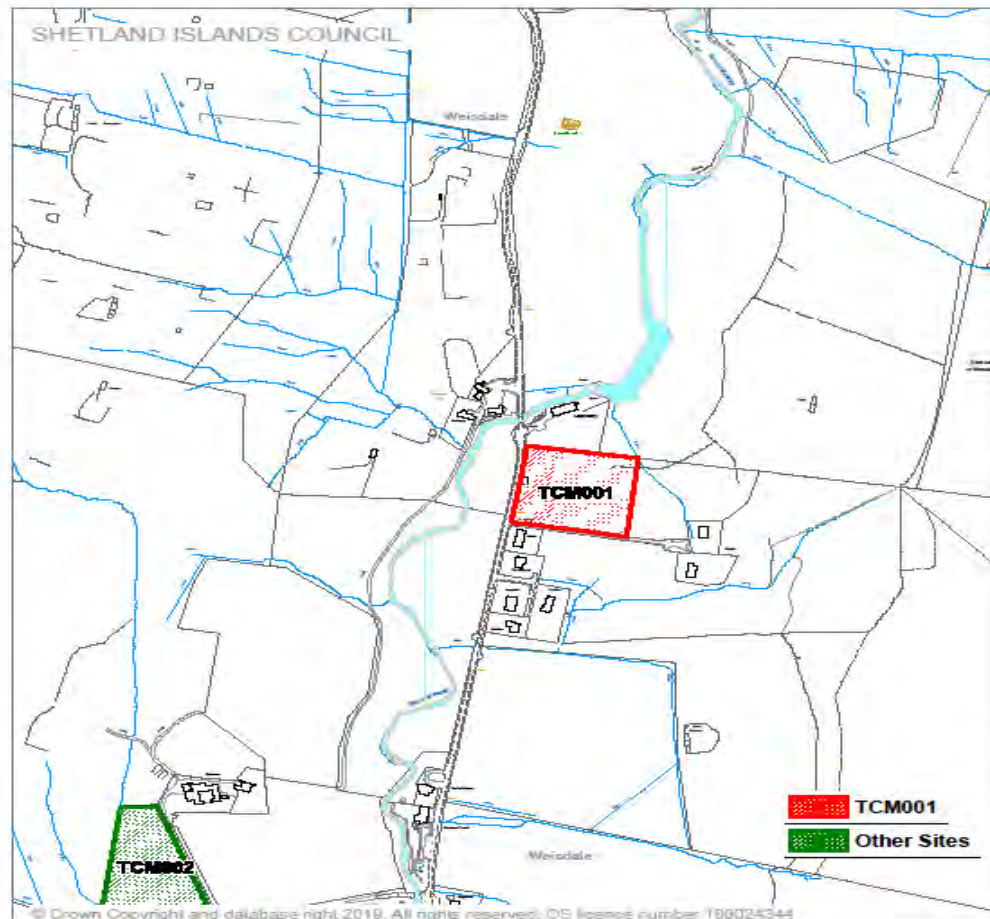 SHETLAND ISLANDS COUNCIL
Weisdale
TCM001
TCM001
Other Sites
TCM002
Weisdale
© Crown Copyright and database right 2019. All rights reserved. OS licence number 100024344